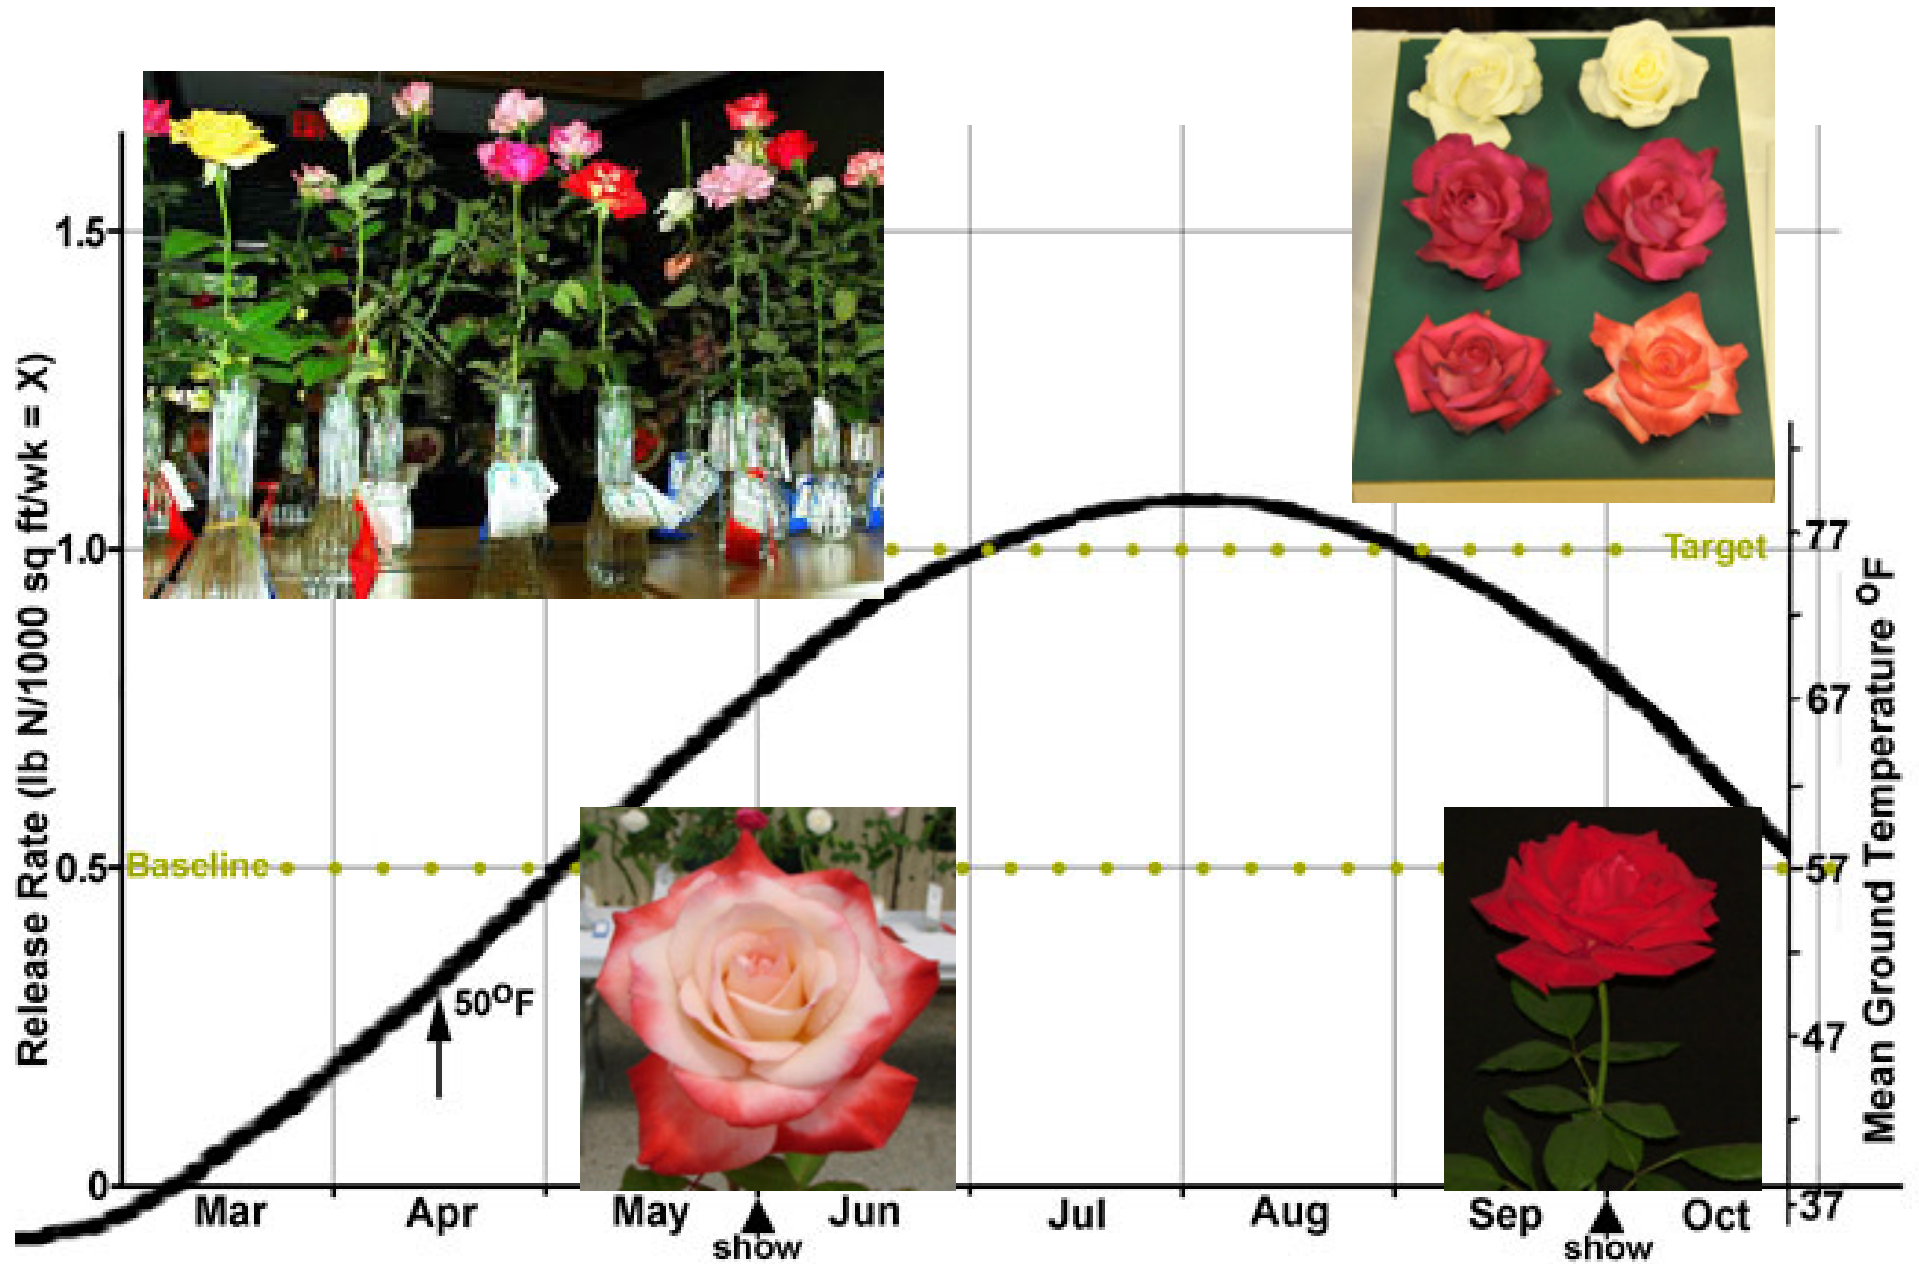 Release Rate (lb N/1000 sq ft/wk = X)
1.5
1.0
0.5
0
Target
Baseline
50°F
77
67
57
47
37
Mean Ground Temperature °F
Mar Apr May Jun Jul Aug Sep Oct
show show